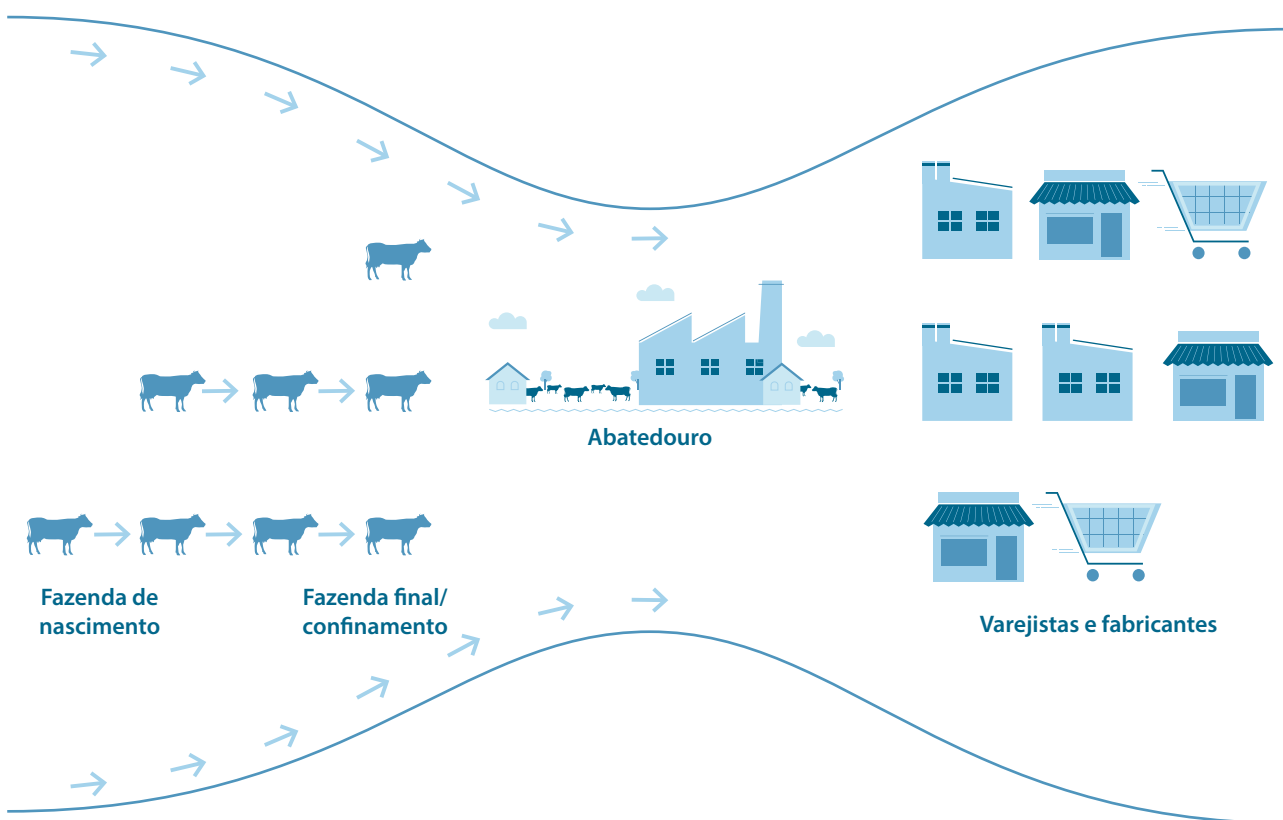 Abatedouro
Fazenda de
nascimento
Fazenda final/
confinamento
Varejistas e fabricantes